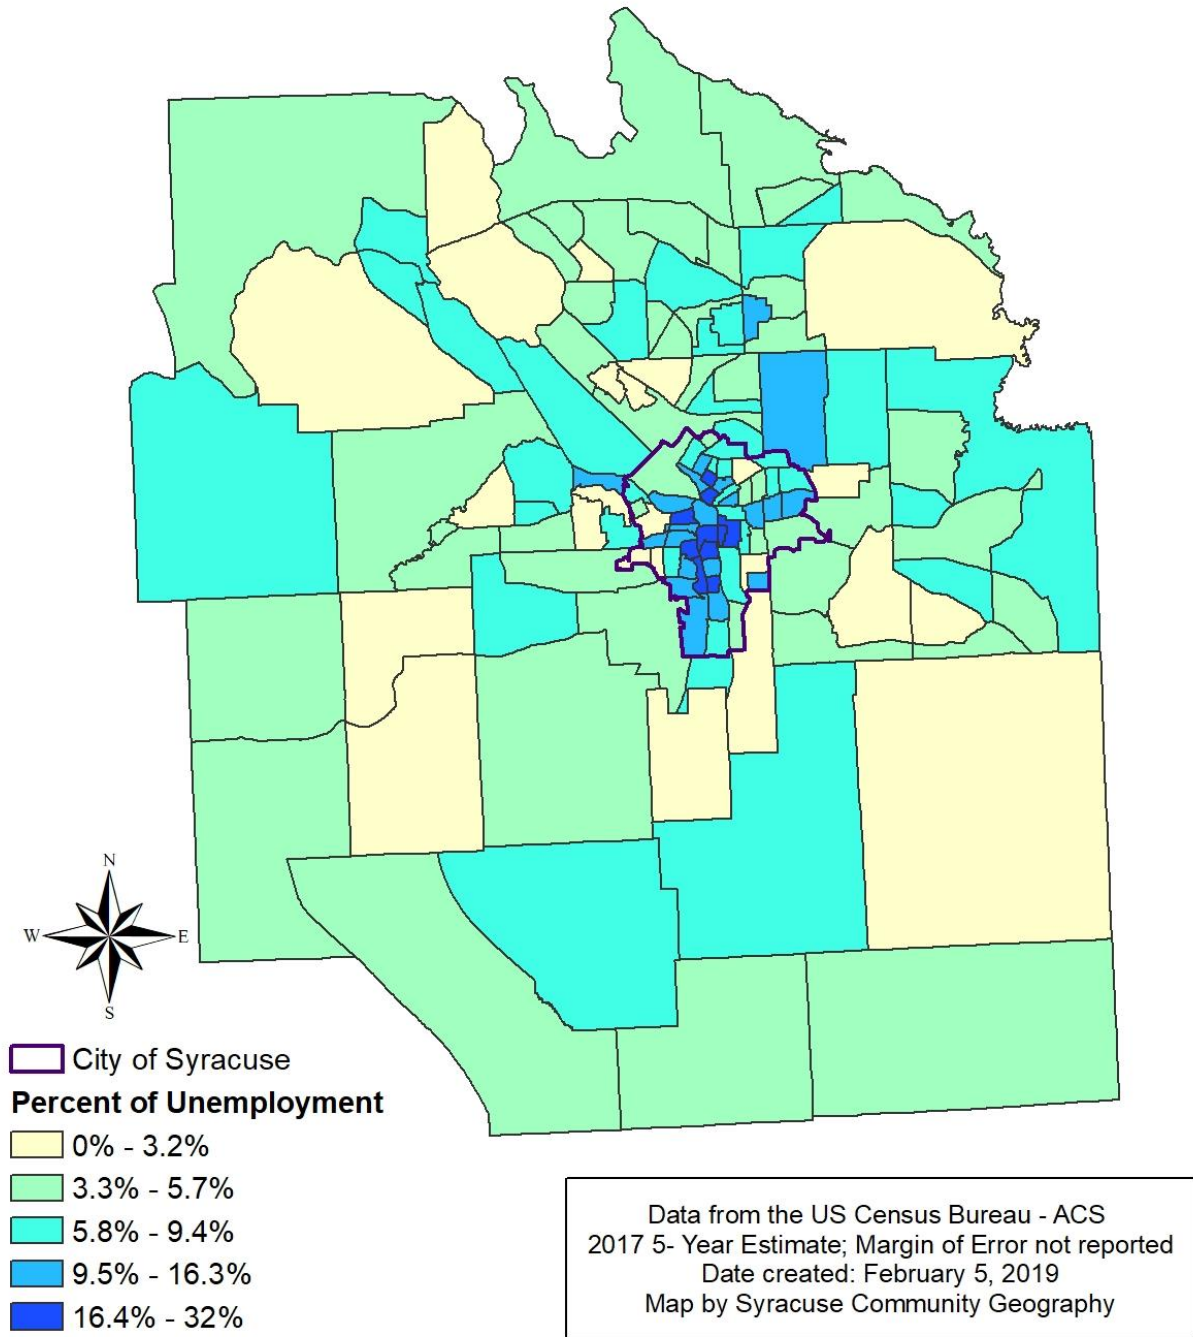 N
W E
S
City of Syracuse
Percent of Unemployment
0% - 3.2%
3.3% - 5.7%
5.8% - 9.4%
9.5% - 16.3%
16.4% - 32%
Data from the US Census Bureau - ACS
2017 5- Year Estimate; Margin of Error not reported
Date created: February 5, 2019
Map by Syracuse Community Geography